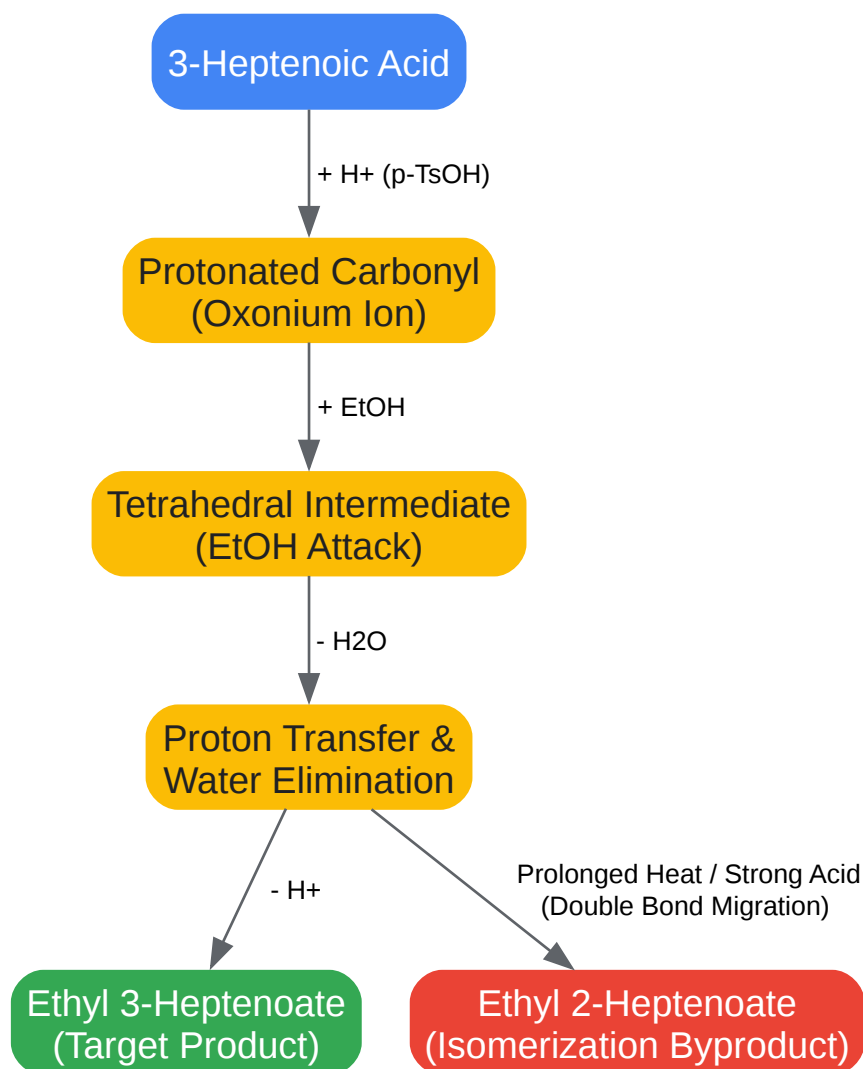 3-Heptenoic Acid
+ H+ (p-TsOH)
Protonated Carbonyl
(Oxonium Ion)
+ EtOH
Tetrahedral Intermediate
(EtOH Attack)
- H2O
Proton Transfer &
Water Elimination
- H+
Prolonged Heat / Strong Acid
(Double Bond Migration)
Ethyl 3-Heptenoate
(Target Product)
Ethyl 2-Heptenoate
(Isomerization Byproduct)